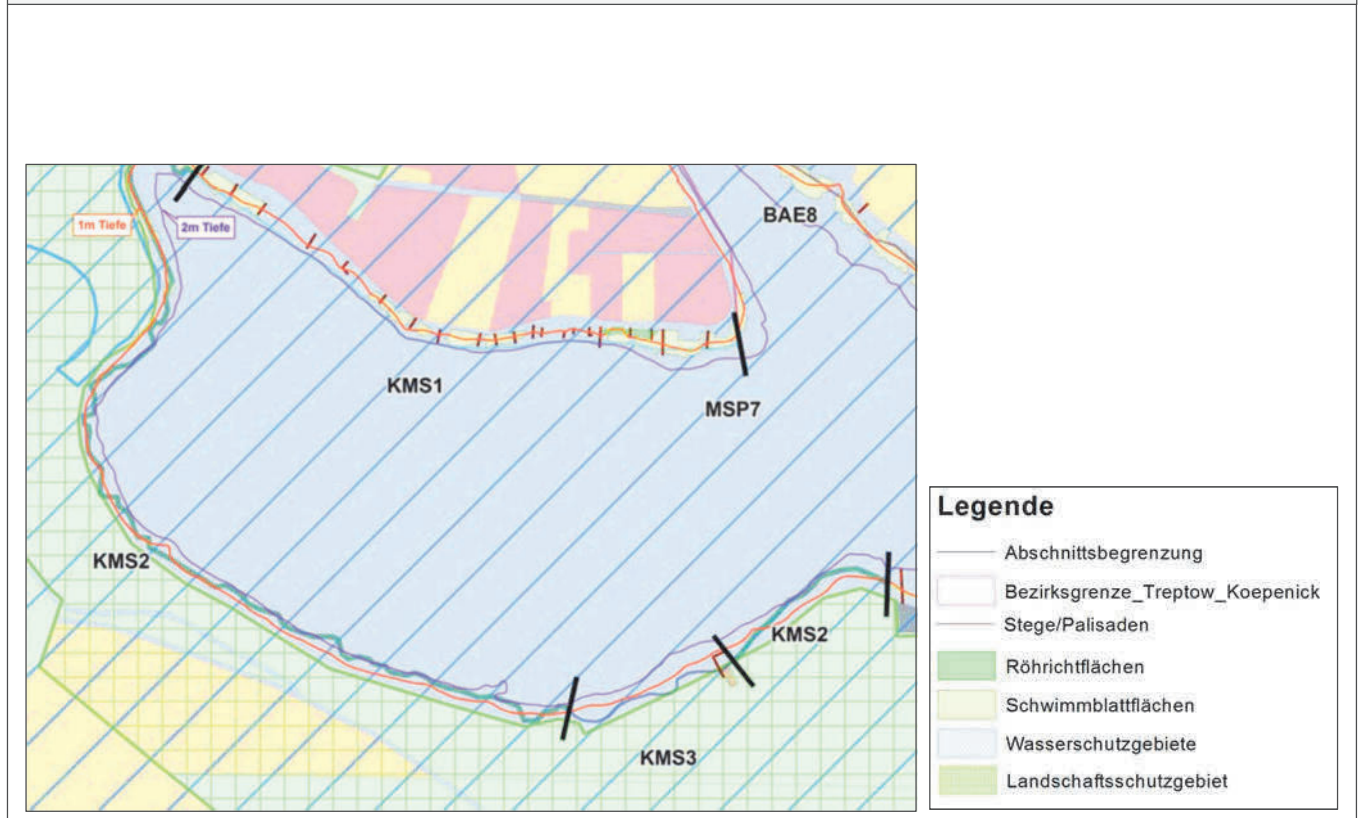 BAE8
1m Tiefe
2m Tiefe
KMS1
MSP7
KMS2
KMS2
KMS3
Legende
Abschnittsbegrenzung
Bezirksgrenze_Treptow_Koepenick
Stege/Palisaden
Röhrichtflächen
Schwimmblattflächen
Wasserschutzgebiete
Landschaftsschutzgebiet